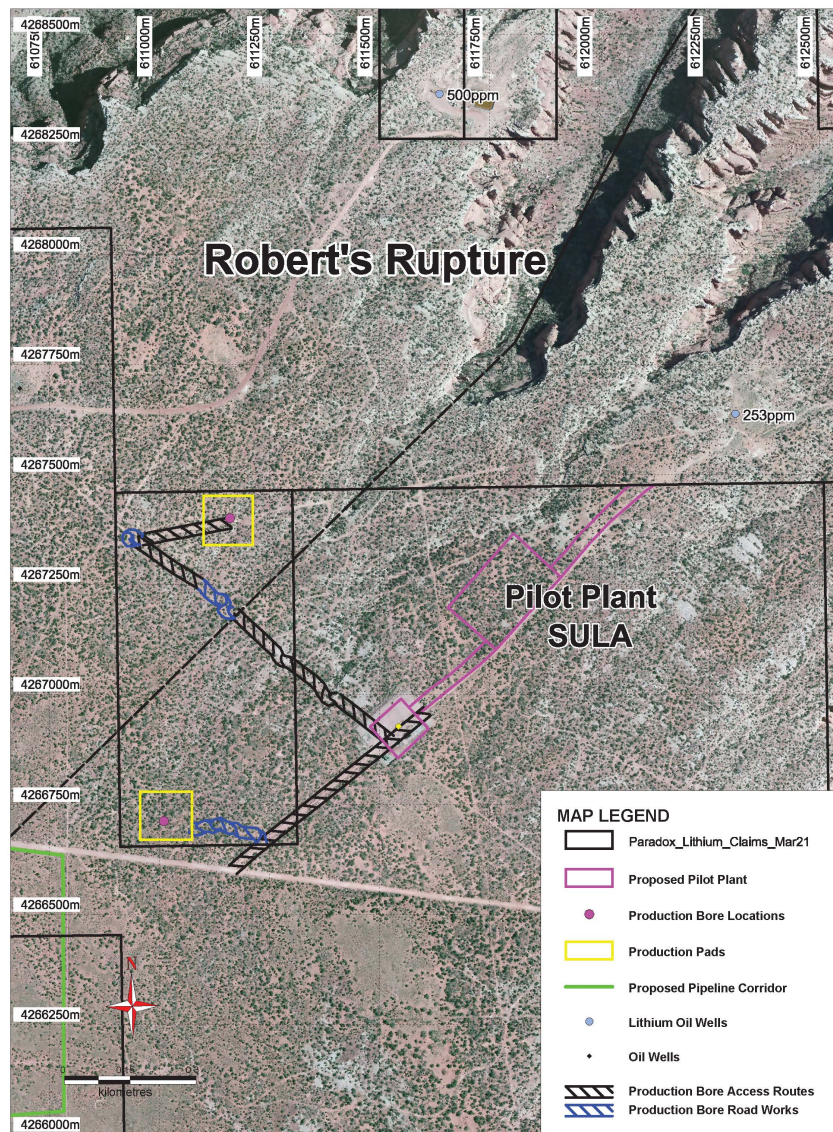 4268500m
610750
611000m
611250m
611500m
611750m
612000m
612250m
612500m
500ppm
4268250m
4268000m
Robert's Rupture
4267750m
253ppm
4267500m
4267250m
Pilot Plant
SULA
4267000m
4266750m
4266500m
4266250m
4266000m
N
kilometres
MAP LEGEND
Paradox_Lithium_Claims_Mar21
Proposed Pilot Plant
Production Bore Locations
Production Pads
Proposed Pipeline Corridor
Lithium Oil Wells
Oil Wells
Production Bore Access Routes
Production Bore Road Works